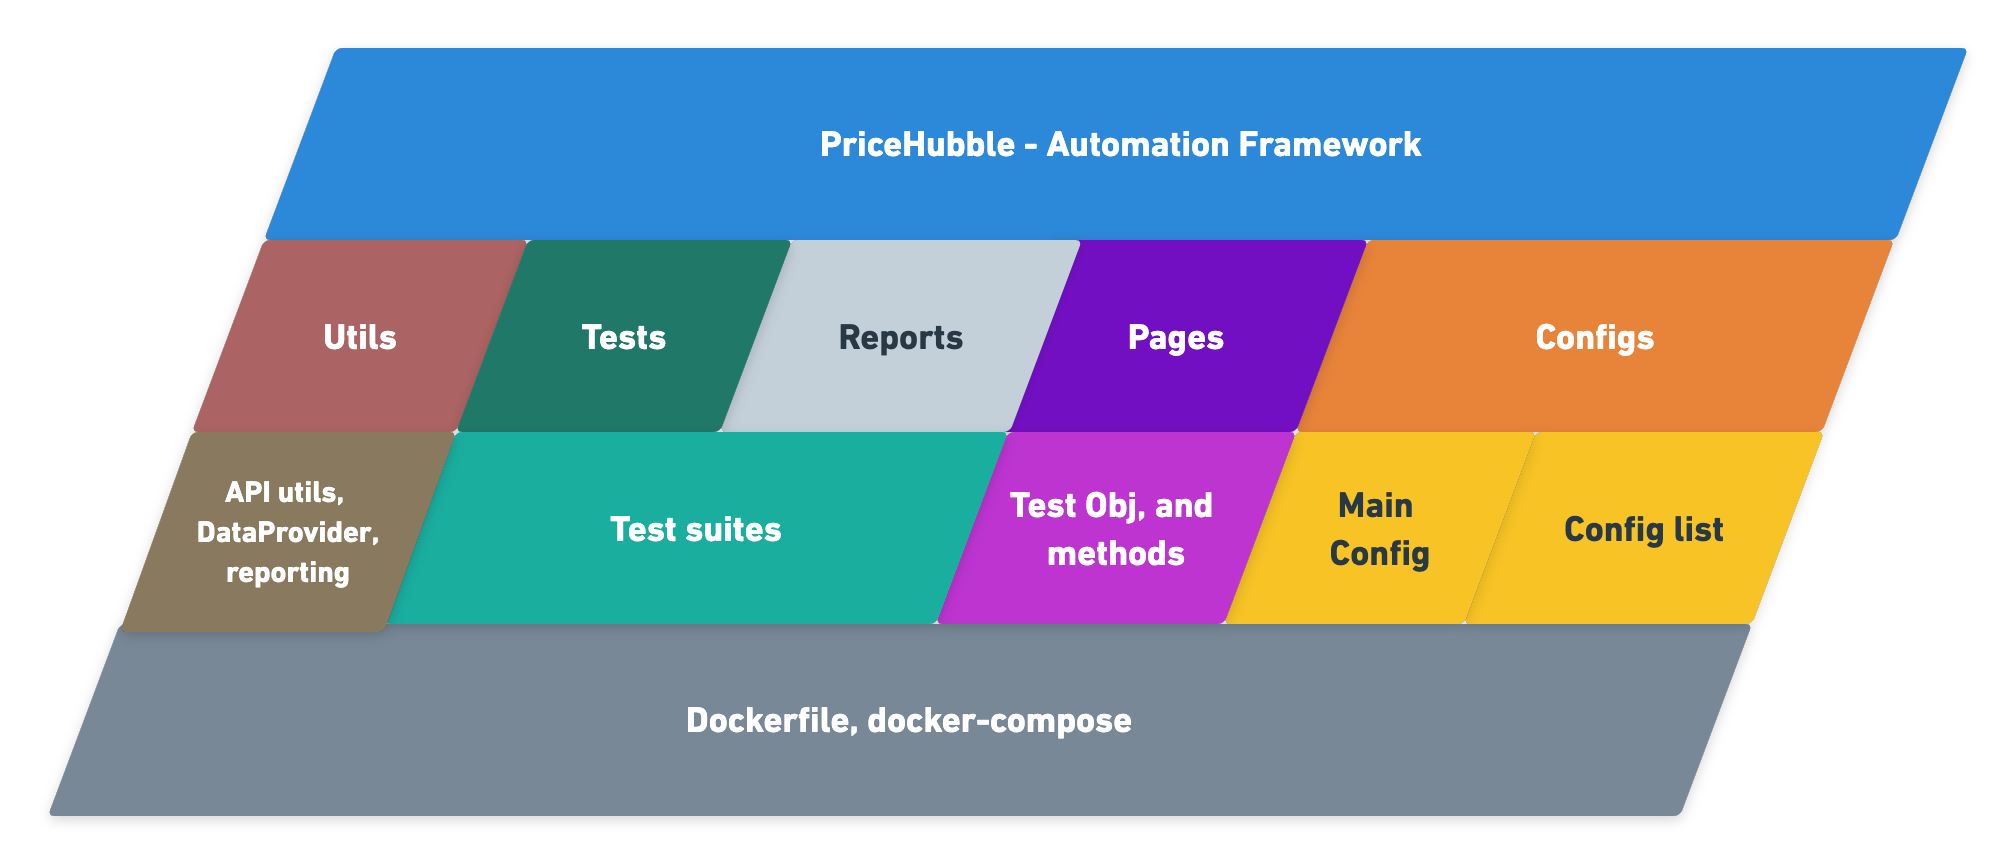 PriceHubble - Automation Framework
Utils
Tests
Reports
Pages
Configs
API utils,
DataProvider,
reporting
Test suites
Test Obj, and
methods
Main
Config
Config list
Dockerfile, docker-compose